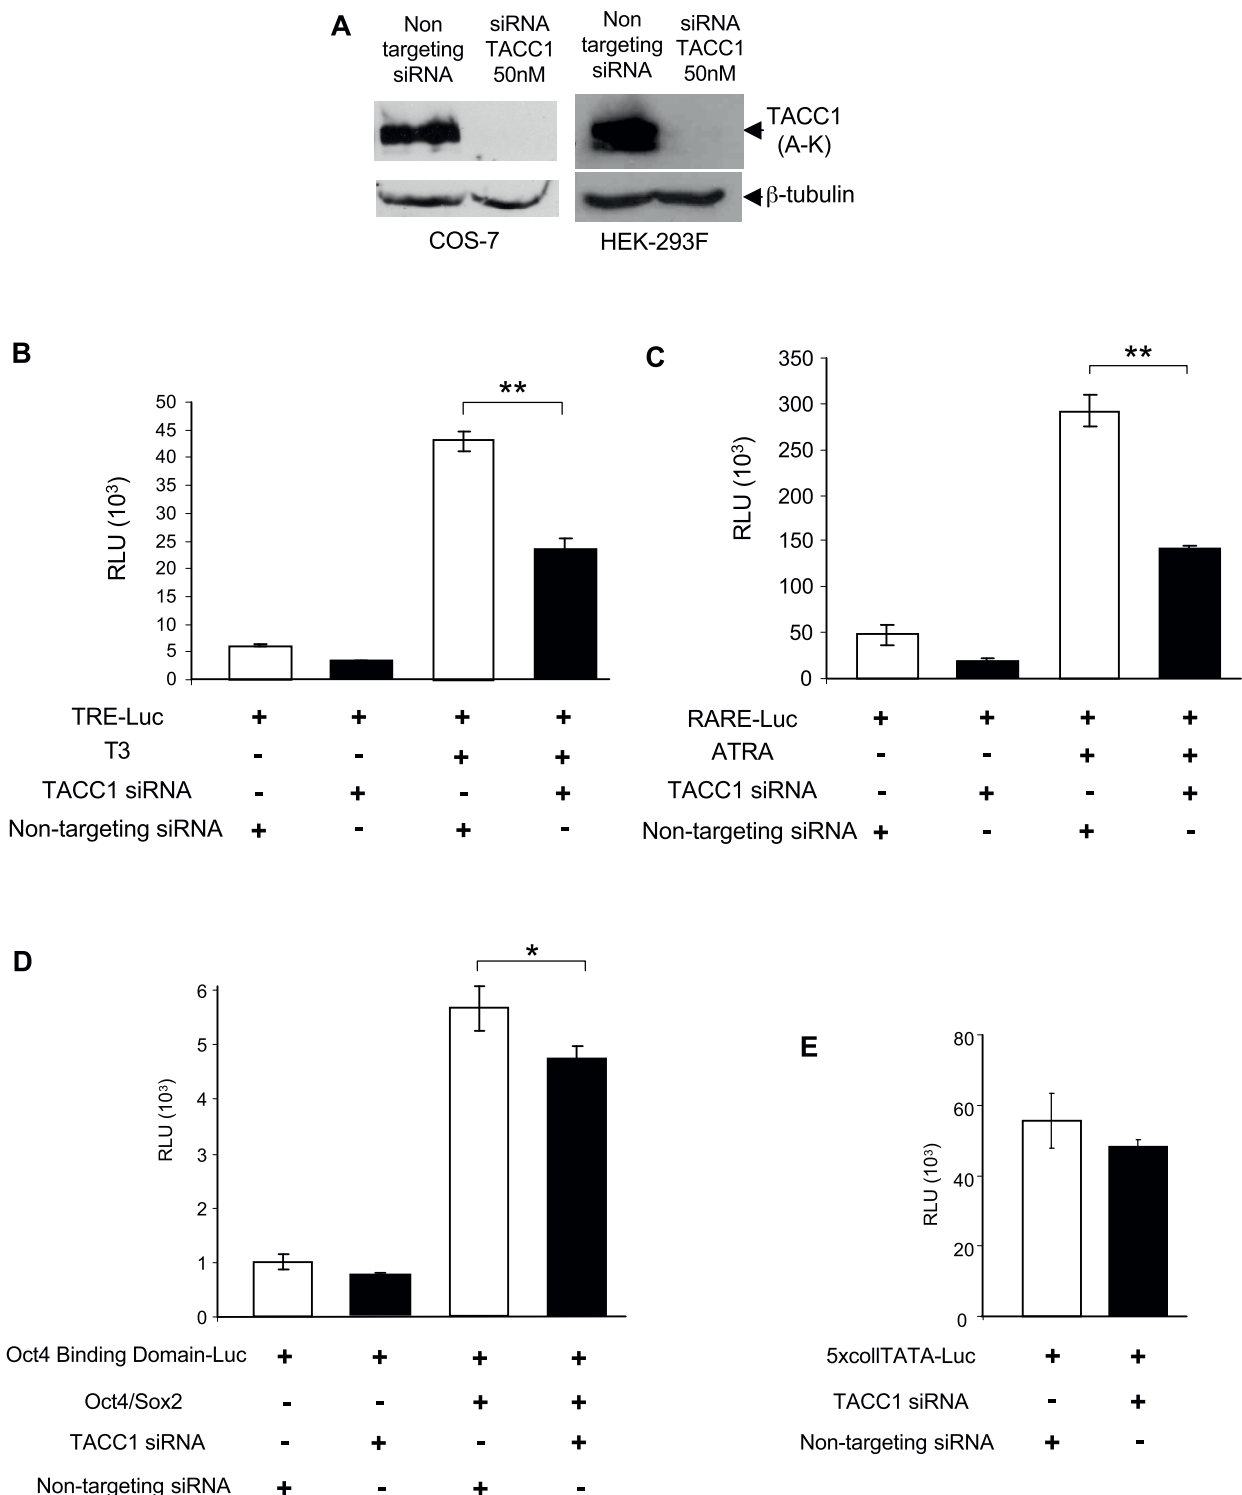 A
Non targeting siRNA
siRNA TACC1 50nM
Non targeting siRNA
siRNA TACC1 50nM
TACC1 (A-K)
β-tubulin
COS-7
HEK-293F
B
**
50
45
40
35
30
25
20
15
10
5
0
RLU (10³)
TRE-Luc + + + +
T3 - - + +
TACC1 siRNA - + - +
Non-targeting siRNA + - + -
C
**
350
300
250
200
150
100
50
0
RLU (10³)
RARE-Luc + + + +
ATRA - - + +
TACC1 siRNA - + - +
Non-targeting siRNA + - + -
D
*
6
5
4
3
2
1
0
RLU (10³)
Oct4 Binding Domain-Luc + + + +
Oct4/Sox2 - - + +
TACC1 siRNA - + - +
Non-targeting siRNA + - + -
E
80
60
40
20
0
RLU (10³)
5xcollTATA-Luc + +
TACC1 siRNA - +
Non-targeting siRNA + -